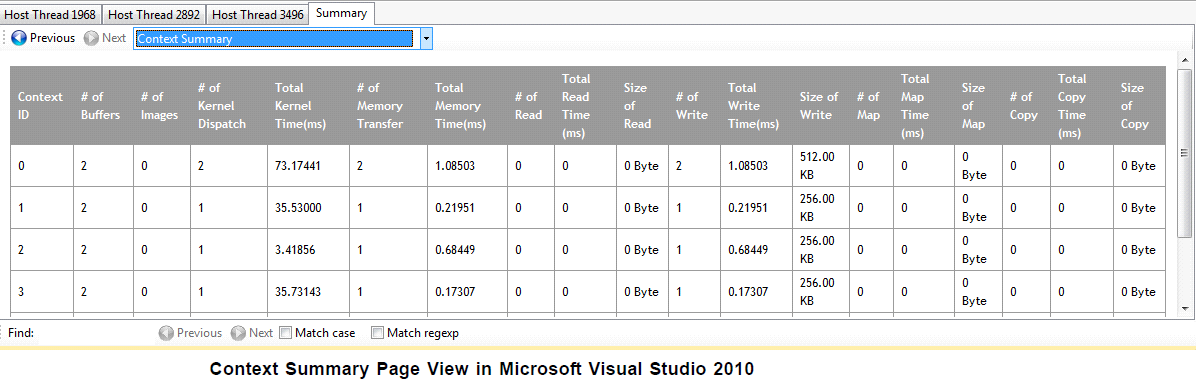 Host Thread 1968 Host Thread 2892 Host Thread 3496 Summary
Previous Next Context Summary
Context ID # of Buffers # of Images # of Kernel Dispatch Total Kernel Time(ms) # of Memory Transfer Total Memory Time(ms) # of Read Total Read Time (ms) Size of Read # of Write Total Write Time(ms) Size of Write # of Map Total Map Time (ms) Size of Map # of Copy Total Copy Time (ms) Size of Copy
0 2 0 2 73.17441 2 1.08503 0 0 0 Byte 2 1.08503 512.00 KB 0 0 0 Byte 0 0 0 Byte
1 2 0 1 35.53000 1 0.21951 0 0 0 Byte 1 0.21951 256.00 KB 0 0 0 Byte 0 0 0 Byte
2 2 0 1 3.41856 1 0.68449 0 0 0 Byte 1 0.68449 256.00 KB 0 0 0 Byte 0 0 0 Byte
3 2 0 1 35.73143 1 0.17307 0 0 0 Byte 1 0.17307 256.00 KB 0 0 0 Byte 0 0 0 Byte
Find: Previous Next Match case Match regexp
Context Summary Page View in Microsoft Visual Studio 2010